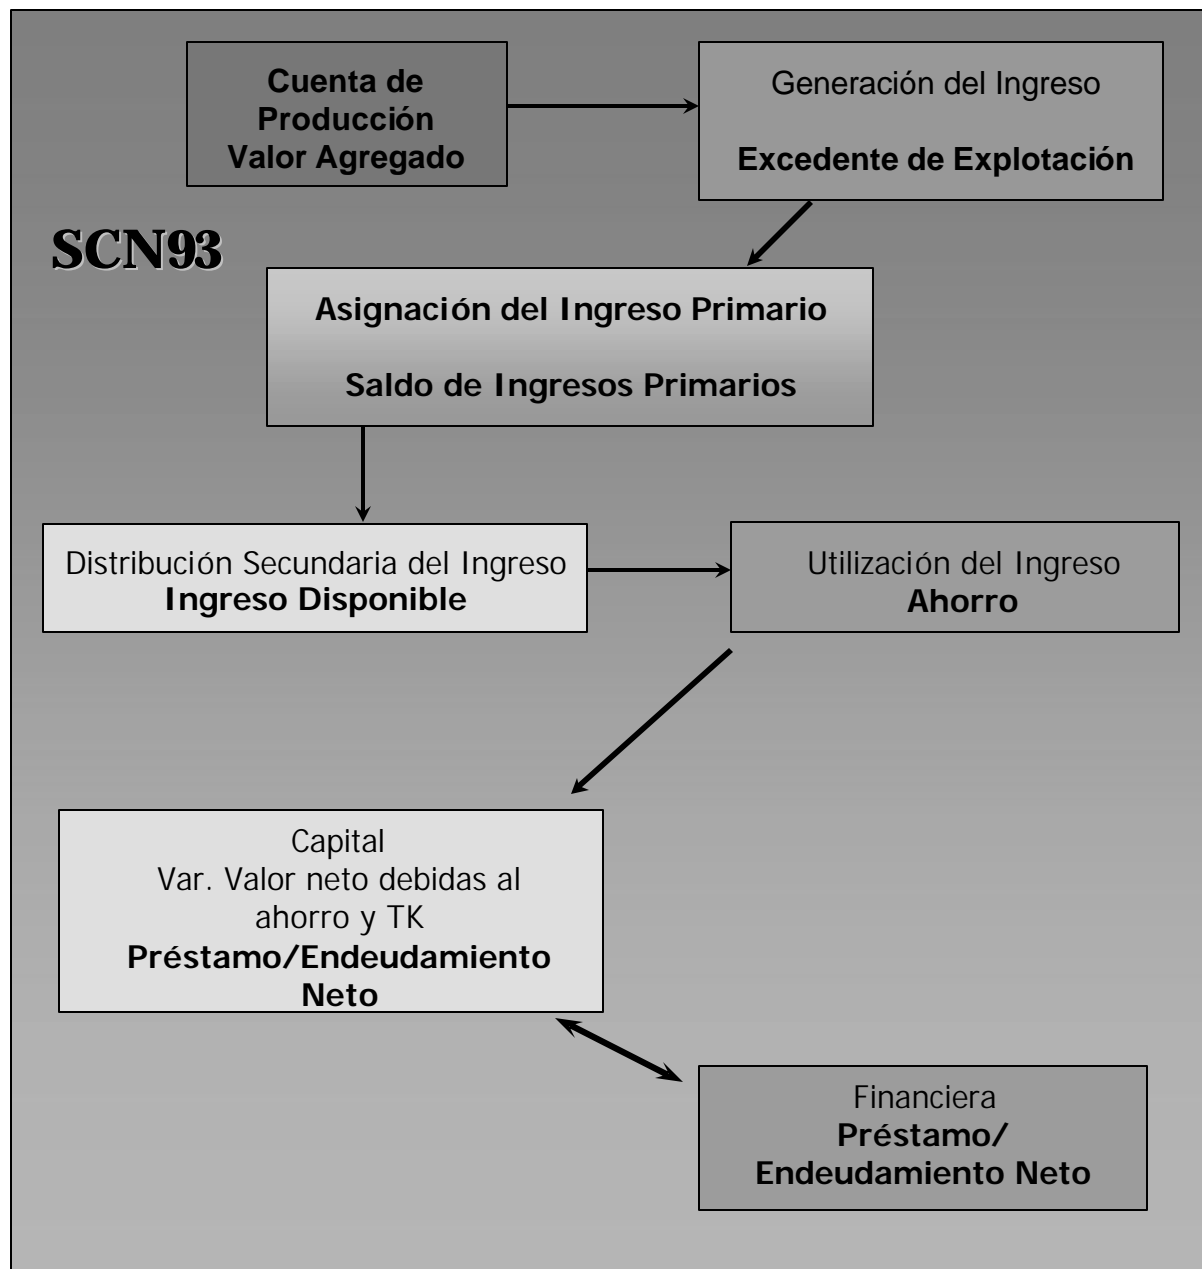 Cuenta de
Producción
Valor Agregado
Generación del Ingreso
Excedente de Explotación
SCN93
Asignación del Ingreso Primario
Saldo de Ingresos Primarios
Distribución Secundaria del Ingreso
Ingreso Disponible
Utilización del Ingreso
Ahorro
Capital
Var. Valor neto debidas al
ahorro y TK
Préstamo/Endeudamiento
Neto
Financiera
Préstamo/
Endeudamiento Neto